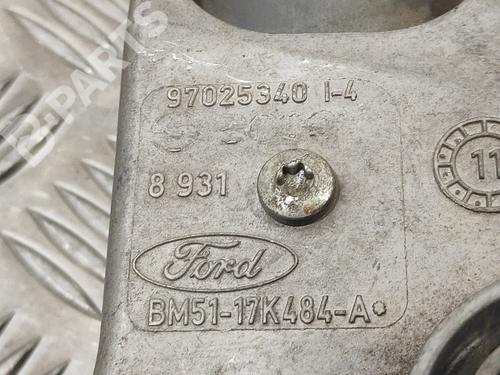 97025340 I-4
8 931
11
Ford
BM51-17K484-A*
B-PARTS